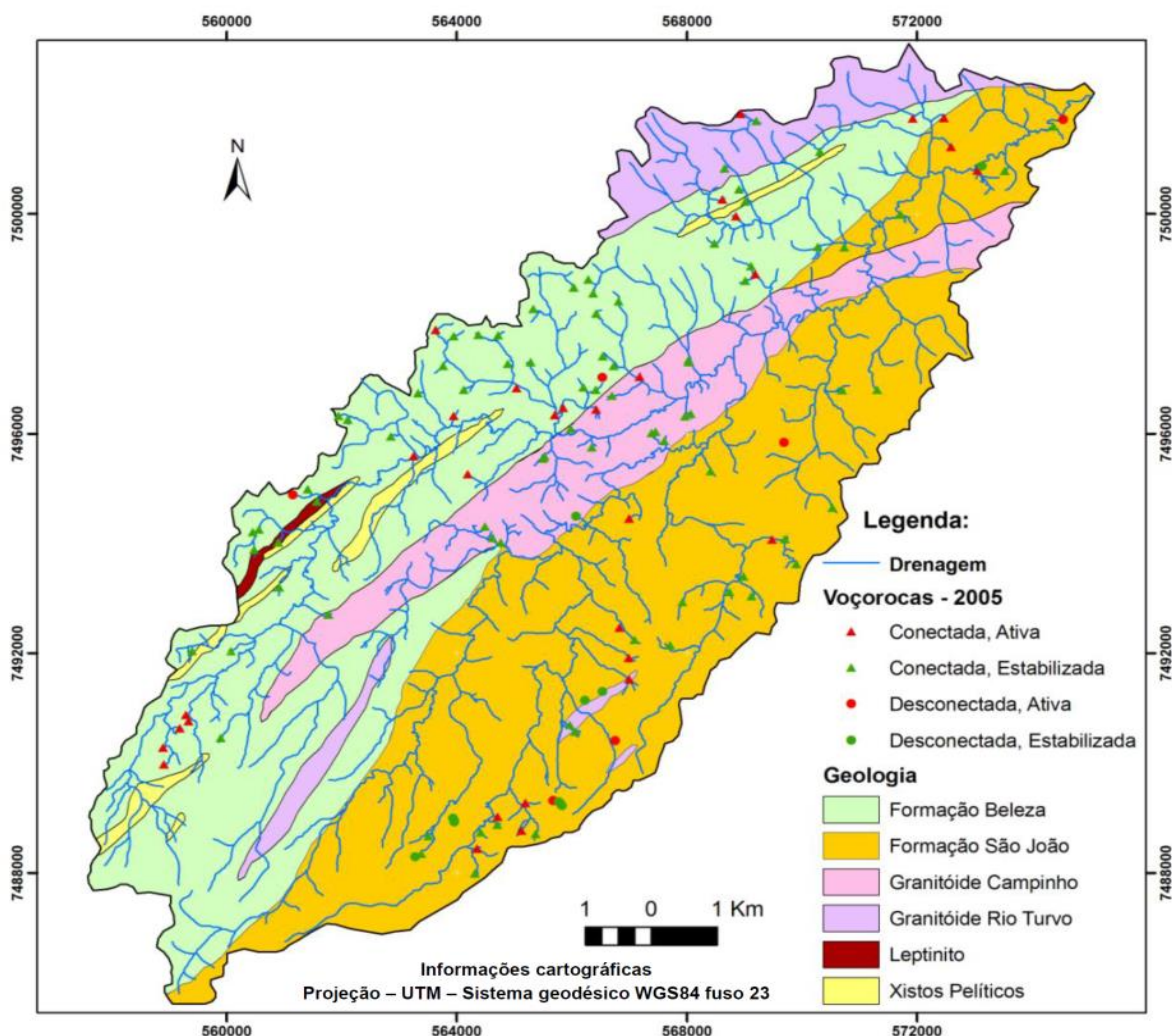 560000 564000 568000 572000
N
7500000 7500000
7496000 7496000
7492000 7492000
7488000 7488000
Legenda:
Drenagem
Voçorocas - 2005
Conectada, Ativa
Conectada, Estabilizada
Desconectada, Ativa
Desconectada, Estabilizada
Geologia
Formação Beleza
Formação São João
Granitóide Campinho
Granitóide Rio Turvo
Leptinito
Xistos Pelíticos
1 0 1 Km
Informações cartográficas
Projeção – UTM – Sistema geodésico WGS84 fuso 23
560000 564000 568000 572000